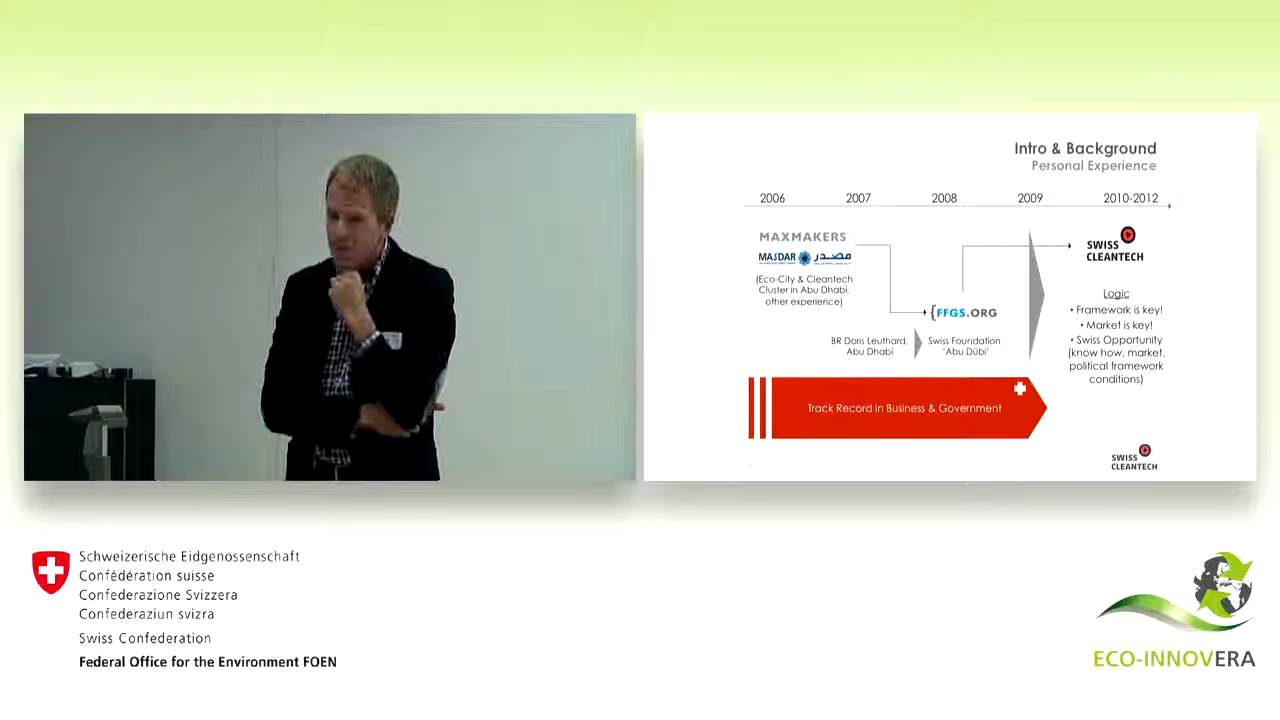 Intro & Background
Personal Experience
2006
2007
2008
2009
2010-2012
MAXMAKERS
MASDAR مصدر
(Eco-City & Cleantech
Cluster in Abu Dhabi,
other experience)
{FFGS.ORG
BR Doris Leuthard,
Abu Dhabi
Swiss Foundation
'Abu Dübi'
SWISS
CLEANTECH
Logic
• Framework is key!
• Market is key!
• Swiss Opportunity
(know how, market,
political framework
conditions)
Track Record in Business & Government
SWISS
CLEANTECH
Schweizerische Eidgenossenschaft
Confédération suisse
Confederazione Svizzera
Confederaziun svizra
Swiss Confederation
Federal Office for the Environment FOEN
ECO-INNOVERA